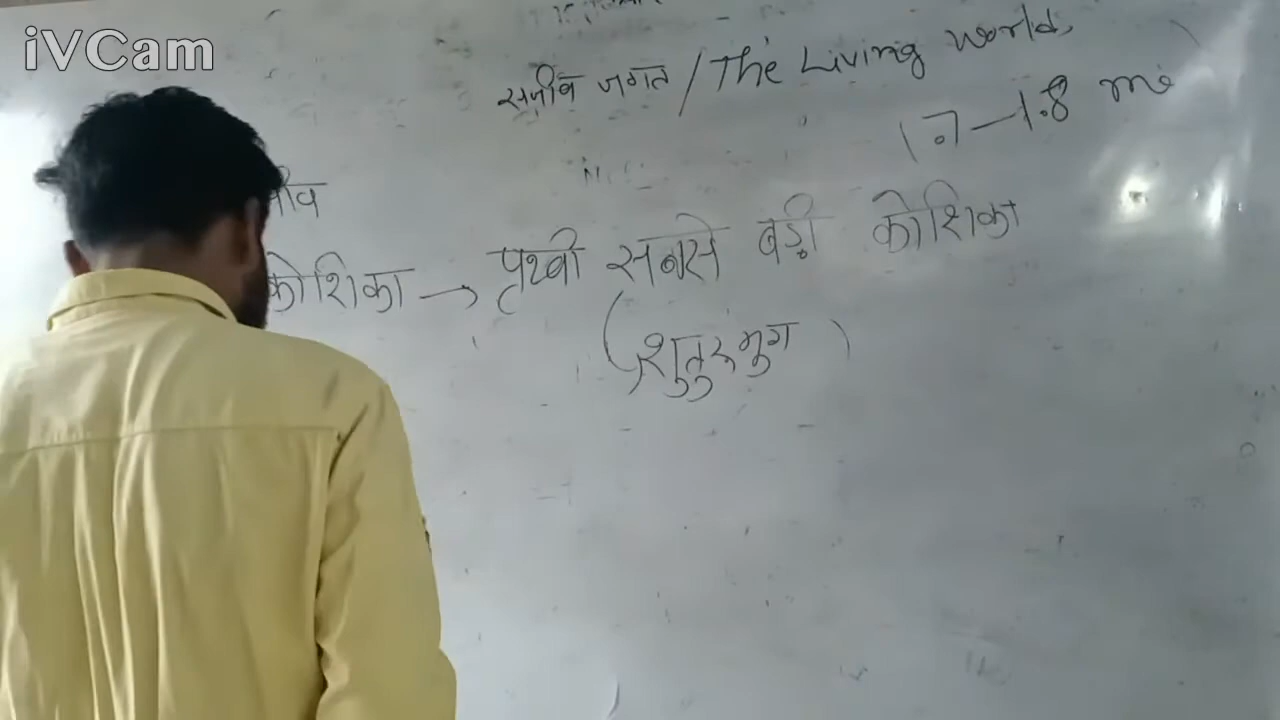 iVCam
सजीव जगत / The Living World,
1.7 – 1.8 m
कोशिका → पृथ्वी सबसे बड़ी कोशिका
(शुतुरमुग)